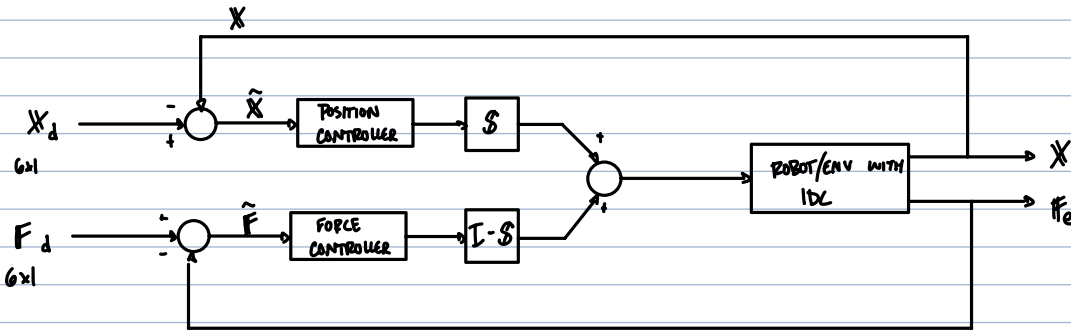 𝕏
-
+
𝕏d
6x1
𝕏̃
POSITION
CONTROLLER
$
+
+
ROBOT/ENV WITH
IDC
𝕏
𝔽e
+
-
𝔽d
6x1
𝔽̃
FORCE
CONTROLLER
I-$